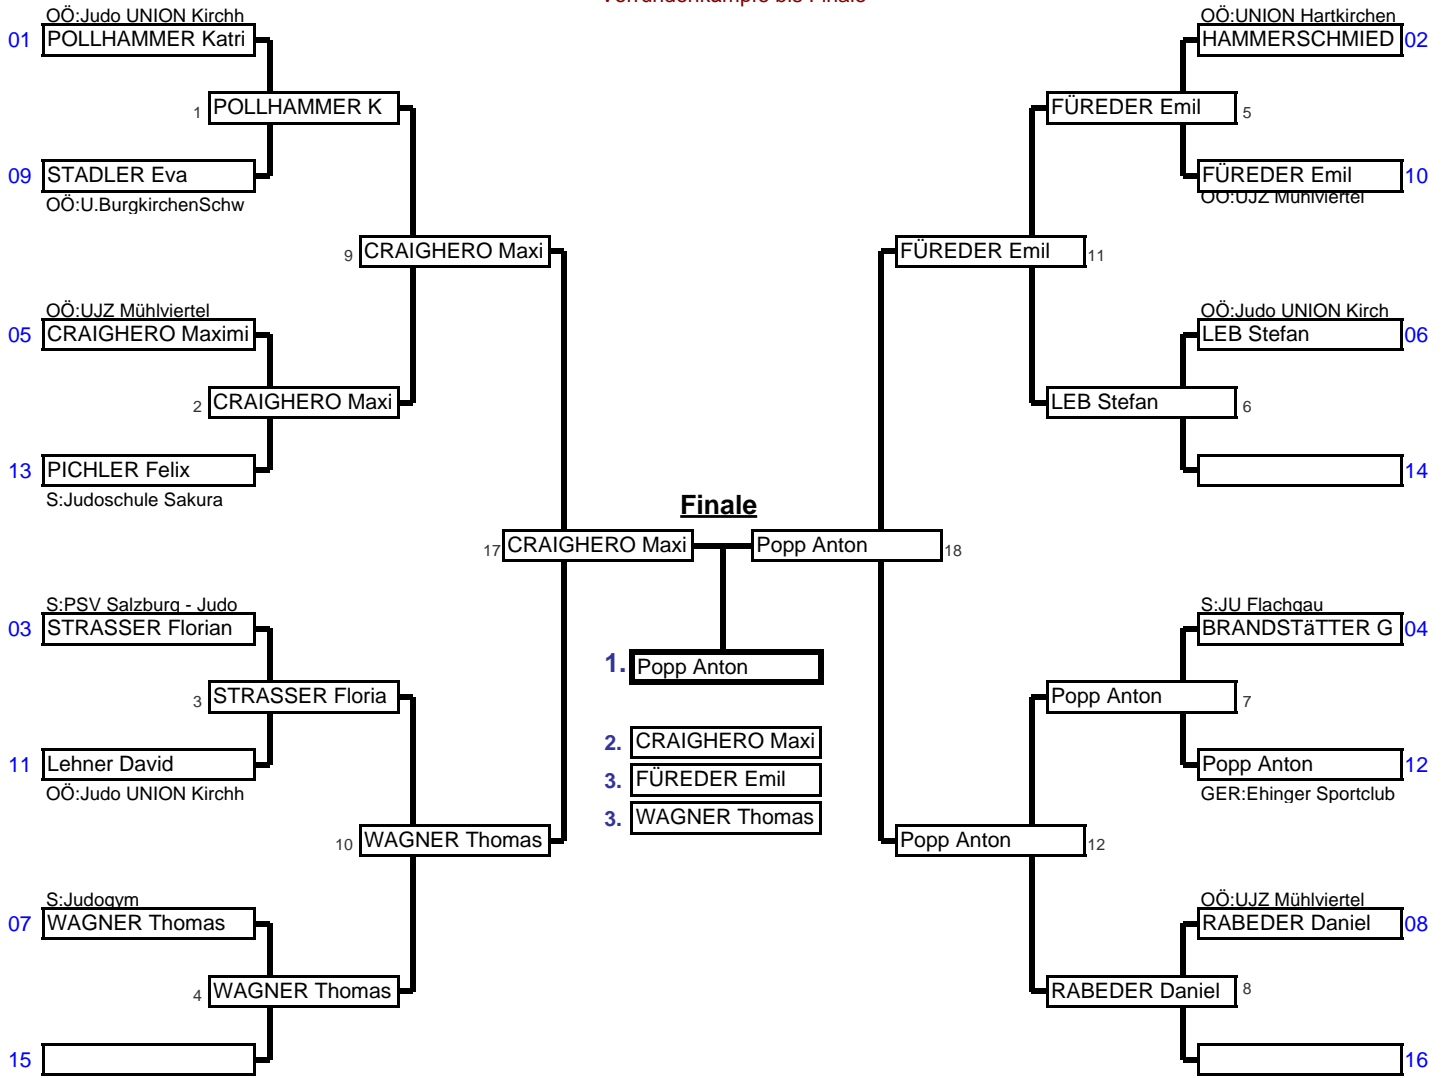 Vorrundenkämpfe bis Finale
OÖ:Judo UNION Kirchh
01 POLLHAMMER Katri
1 POLLHAMMER K
09 STADLER Eva
OÖ:U.BurgkirchenSchw
9 CRAIGHERO Maxi
OÖ:UJZ Mühlviertel
05 CRAIGHERO Maximi
2 CRAIGHERO Maxi
13 PICHLER Felix
S:Judoschule Sakura
17 CRAIGHERO Maxi
S:PSV Salzburg - Judo
03 STRASSER Florian
3 STRASSER Floria
11 Lehner David
OÖ:Judo UNION Kirchh
10 WAGNER Thomas
S:Judogym
07 WAGNER Thomas
4 WAGNER Thomas
15
Finale
1. Popp Anton
2. CRAIGHERO Maxi
3. FÜREDER Emil
3. WAGNER Thomas
OÖ:UNION Hartkirchen
HAMMERSCHMIED 02
FÜREDER Emil 5
FÜREDER Emil 10
OÖ:UJZ Mühlviertel
FÜREDER Emil 11
OÖ:Judo UNION Kirch
LEB Stefan 06
LEB Stefan 6
14
Popp Anton 18
S:JU Flachgau
BRANDSTäTTER G 04
Popp Anton 7
Popp Anton 12
GER:Ehinger Sportclub
Popp Anton 12
OÖ:UJZ Mühlviertel
RABEDER Daniel 08
RABEDER Daniel 8
16